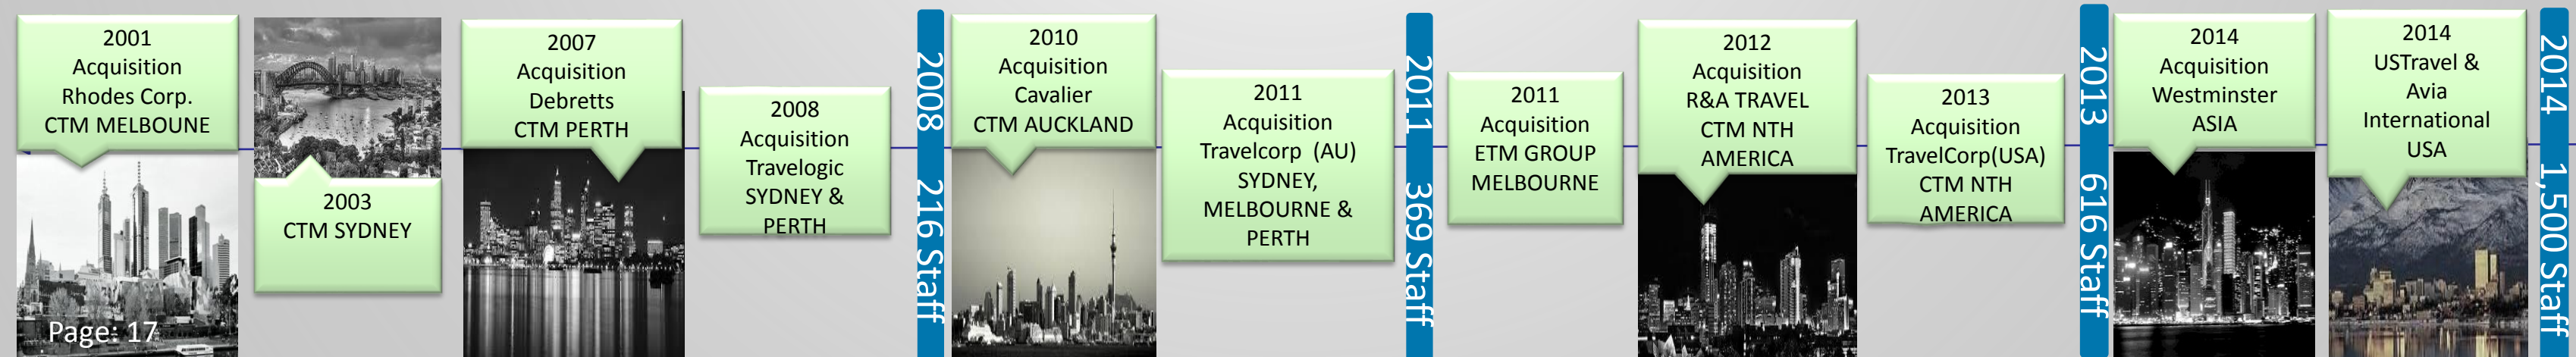 2001
Acquisition
Rhodes Corp.
CTM MELBOUNE
2003
CTM SYDNEY
2007
Acquisition
Debretts
CTM PERTH
2008
Acquisition
Travelogic
SYDNEY &
PERTH
2008 216 Staff
2010
Acquisition
Cavalier
CTM AUCKLAND
2011
Acquisition
Travelcorp (AU)
SYDNEY,
MELBOURNE &
PERTH
2011 369 Staff
2011
Acquisition
ETM GROUP
MELBOURNE
2012
Acquisition
R&A TRAVEL
CTM NTH
AMERICA
2013
Acquisition
TravelCorp(USA)
CTM NTH
AMERICA
2013 616 Staff
2014
Acquisition
Westminster
ASIA
2014
USTravel &
Avia
International
USA
2014 1,500 Staff
Page: 17